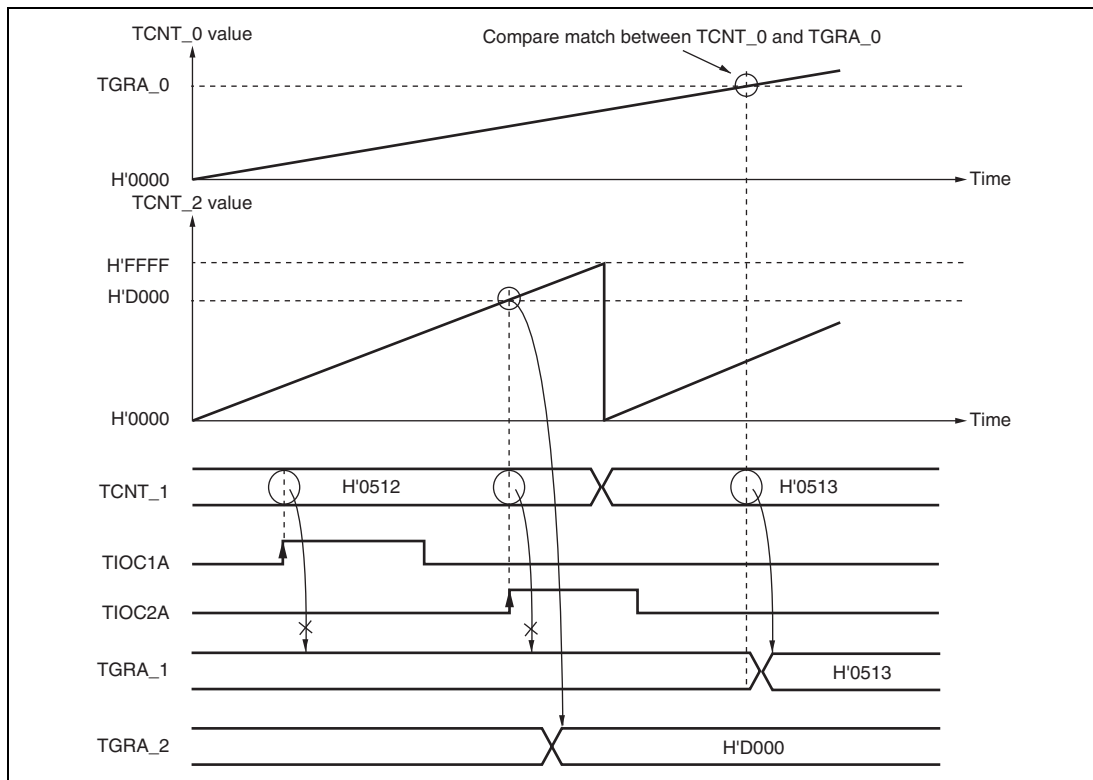 TCNT_0 value
Compare match between TCNT_0 and TGRA_0
TGRA_0
H'0000
Time
TCNT_2 value
H'FFFF
H'D000
H'0000
Time
TCNT_1
H'0512
H'0513
TIOC1A
TIOC2A
TGRA_1
H'0513
TGRA_2
H'D000